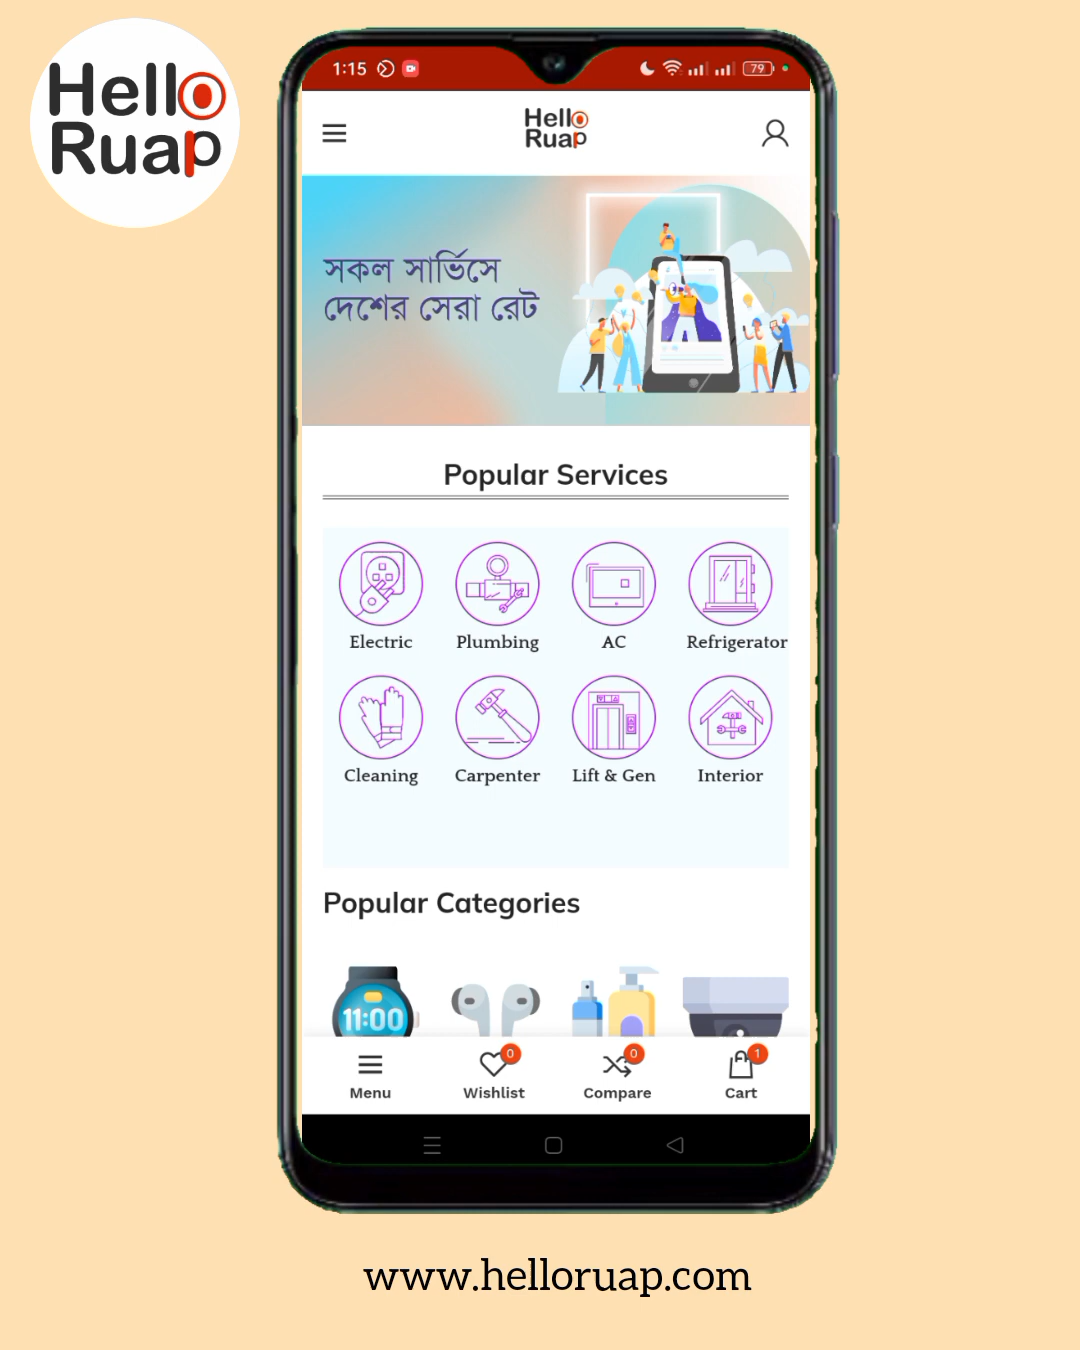 Hello
Ruap
1:15
79
Hello
Ruap
সকল সার্ভিসে
দেশের সেরা রেট
Popular Services
Electric
Plumbing
AC
Refrigerator
Cleaning
Carpenter
Lift & Gen
Interior
Popular Categories
11:00
0
0
1
Menu
Wishlist
Compare
Cart
www.helloruap.com